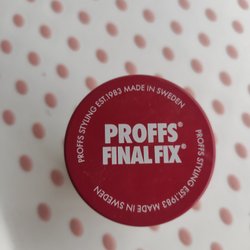 PROFFS®
FINAL FIX®
PROFFS STYLING EST.1983 MADE IN SWEDEN
PROFFS STYLING EST.1983 MADE IN SWEDEN